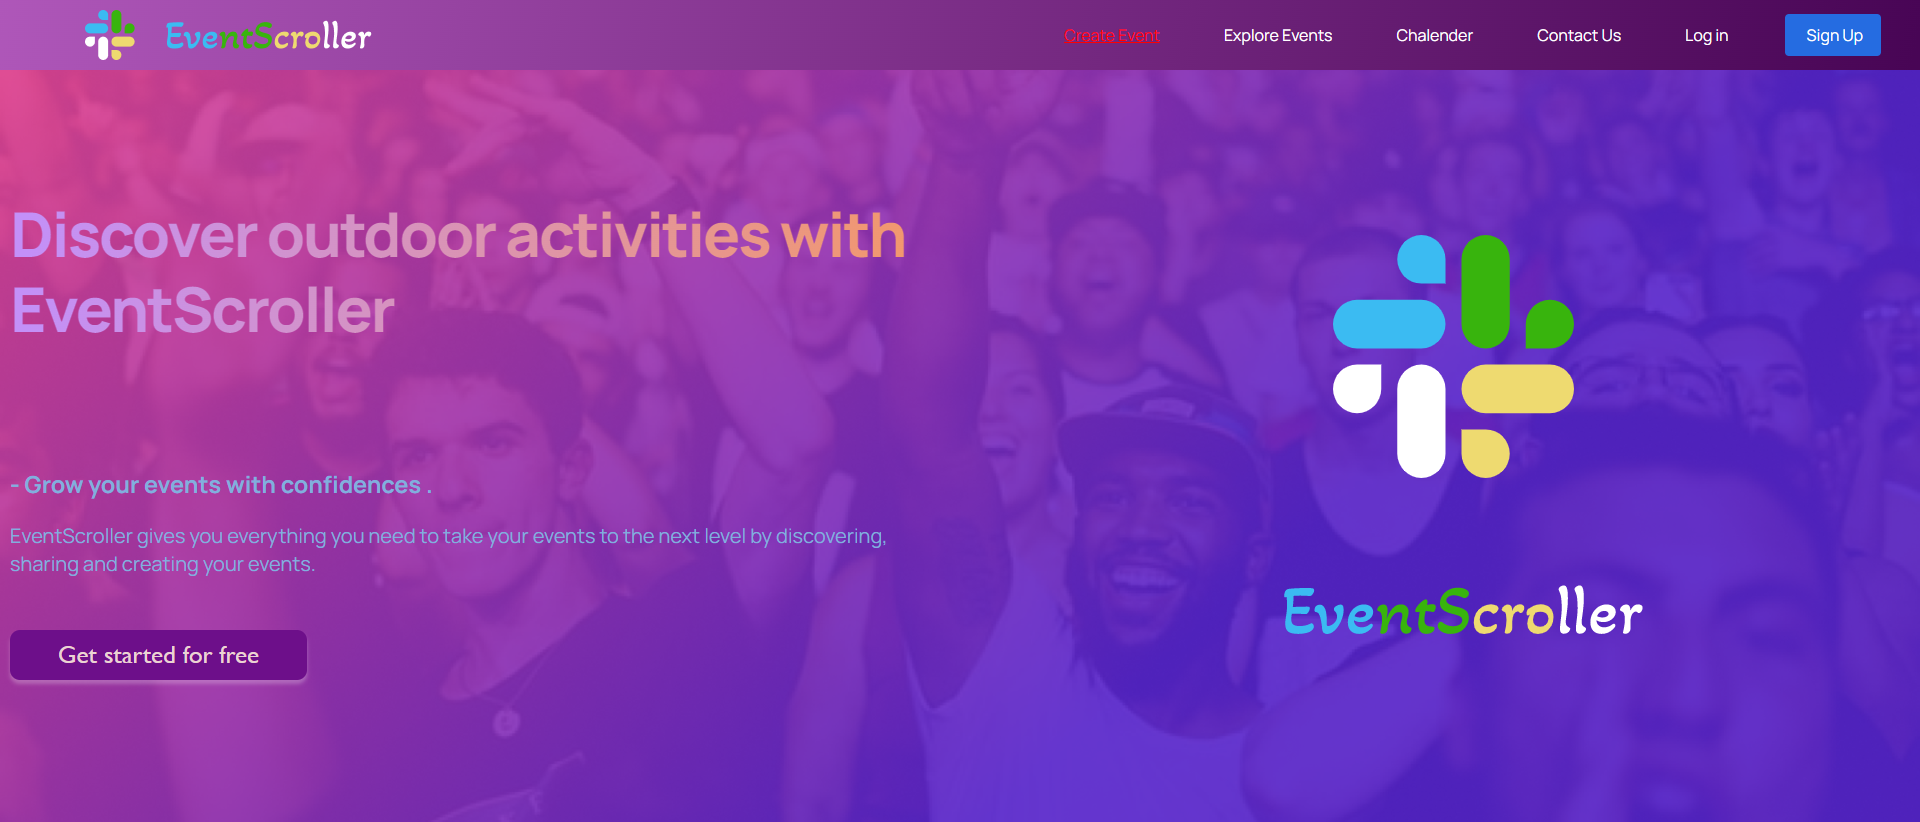 EventScroller
Create Event
Explore Events
Chalender
Contact Us
Log in
Sign Up
Discover outdoor activities with
EventScroller
- Grow your events with confidences .
EventScroller gives you everything you need to take your events to the next level by discovering,
sharing and creating your events.
Get started for free
EventScroller